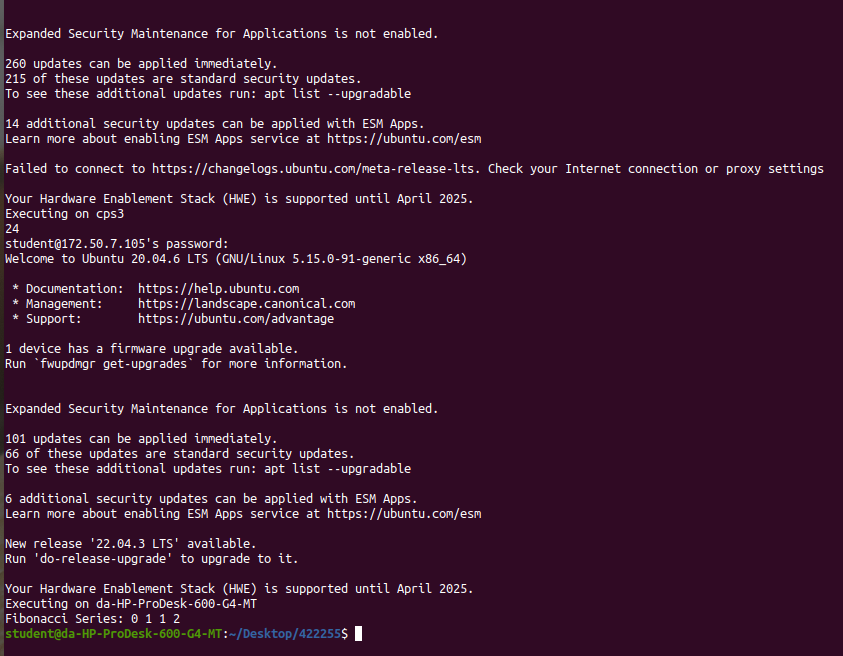 Expanded Security Maintenance for Applications is not enabled.
260 updates can be applied immediately.
215 of these updates are standard security updates.
To see these additional updates run: apt list --upgradable
14 additional security updates can be applied with ESM Apps.
Learn more about enabling ESM Apps service at https://ubuntu.com/esm
Failed to connect to https://changelogs.ubuntu.com/meta-release-lts. Check your Internet connection or proxy settings
Your Hardware Enablement Stack (HWE) is supported until April 2025.
Executing on cps3
24
student@172.50.7.105's password:
Welcome to Ubuntu 20.04.6 LTS (GNU/Linux 5.15.0-91-generic x86_64)
 * Documentation:  https://help.ubuntu.com
 * Management:     https://landscape.canonical.com
 * Support:        https://ubuntu.com/advantage
1 device has a firmware upgrade available.
Run `fwupdmgr get-upgrades` for more information.
Expanded Security Maintenance for Applications is not enabled.
101 updates can be applied immediately.
66 of these updates are standard security updates.
To see these additional updates run: apt list --upgradable
6 additional security updates can be applied with ESM Apps.
Learn more about enabling ESM Apps service at https://ubuntu.com/esm
New release '22.04.3 LTS' available.
Run 'do-release-upgrade' to upgrade to it.
Your Hardware Enablement Stack (HWE) is supported until April 2025.
Executing on da-HP-ProDesk-600-G4-MT
Fibonacci Series: 0 1 1 2
student@da-HP-ProDesk-600-G4-MT:~/Desktop/422255$